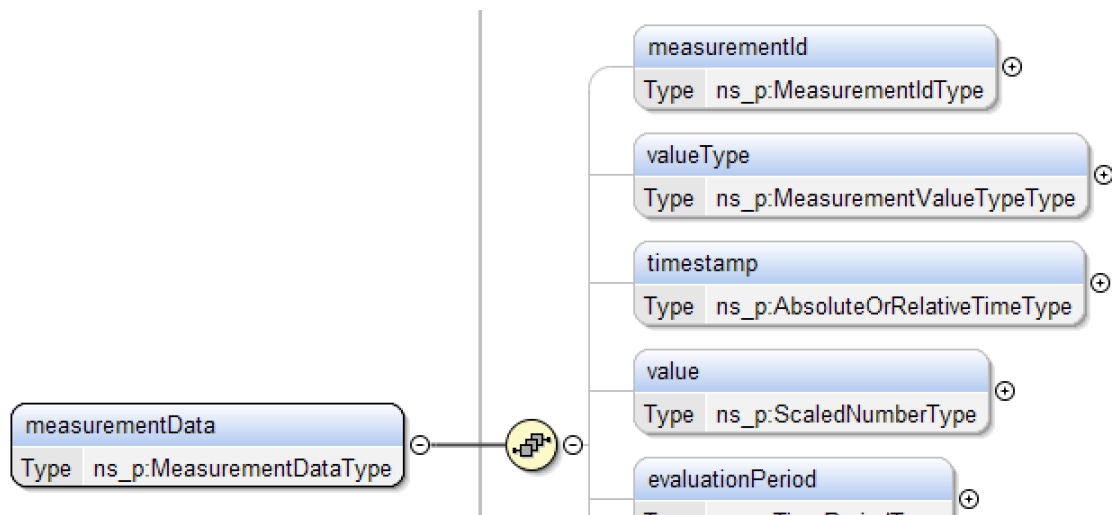 measurementId
Type ns_p:MeasurementIdType
valueType
Type ns_p:MeasurementValueTypeType
timestamp
Type ns_p:AbsoluteOrRelativeTimeType
value
Type ns_p:ScaledNumberType
measurementData
Type ns_p:MeasurementDataType
evaluationPeriod